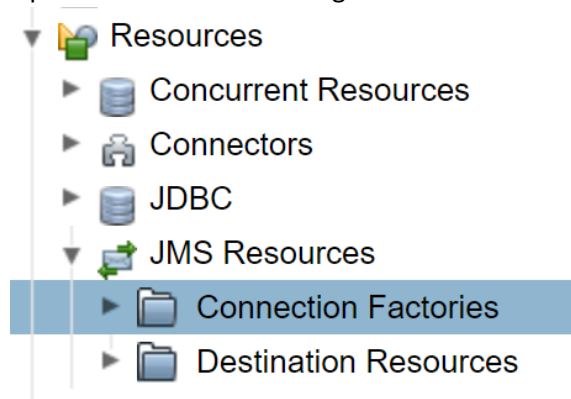 Resources
Concurrent Resources
Connectors
JDBC
JMS Resources
Connection Factories
Destination Resources